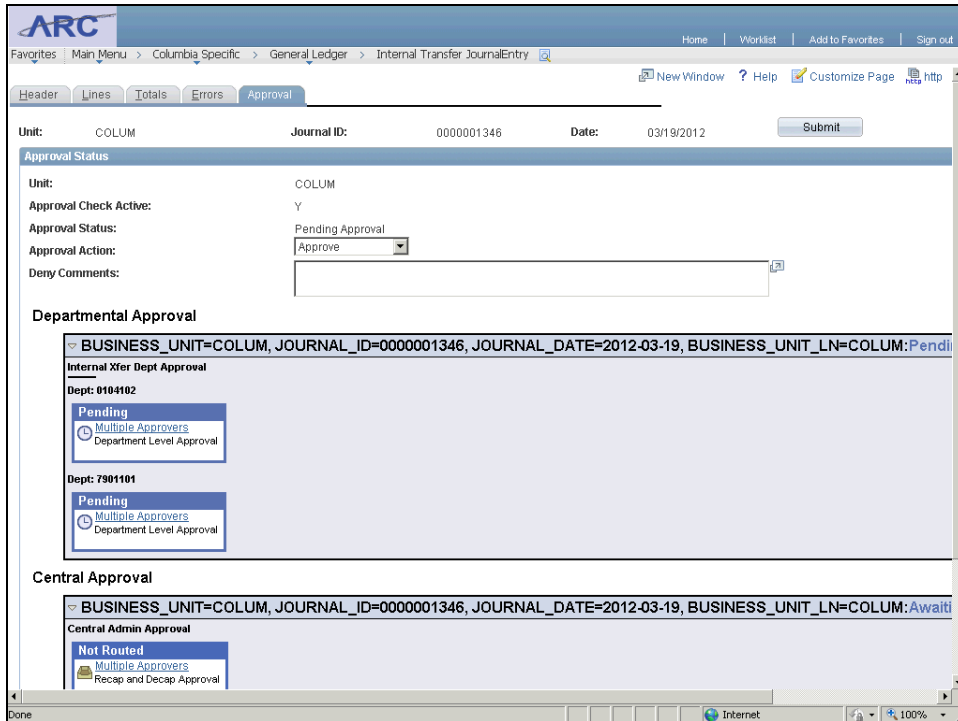 ARC
Home | Worklist | Add to Favorites | Sign out
Favorites Main Menu > Columbia Specific > General Ledger > Internal Transfer JournalEntry
New Window ? Help Customize Page http
Header Lines Totals Errors Approval
Unit: COLUM Journal ID: 0000001346 Date: 03/19/2012 Submit
Approval Status
Unit: COLUM
Approval Check Active: Y
Approval Status: Pending Approval
Approval Action: Approve
Deny Comments:
Departmental Approval
BUSINESS_UNIT=COLUM, JOURNAL_ID=0000001346, JOURNAL_DATE=2012-03-19, BUSINESS_UNIT_LN=COLUM:Pendi
Internal Xfer Dept Approval
Dept: 0104102
Pending
Multiple Approvers
Department Level Approval
Dept: 7901101
Pending
Multiple Approvers
Department Level Approval
Central Approval
BUSINESS_UNIT=COLUM, JOURNAL_ID=0000001346, JOURNAL_DATE=2012-03-19, BUSINESS_UNIT_LN=COLUM:Awaiti
Central Admin Approval
Not Routed
Multiple Approvers
Recap and Decap Approval
Done Internet 100%